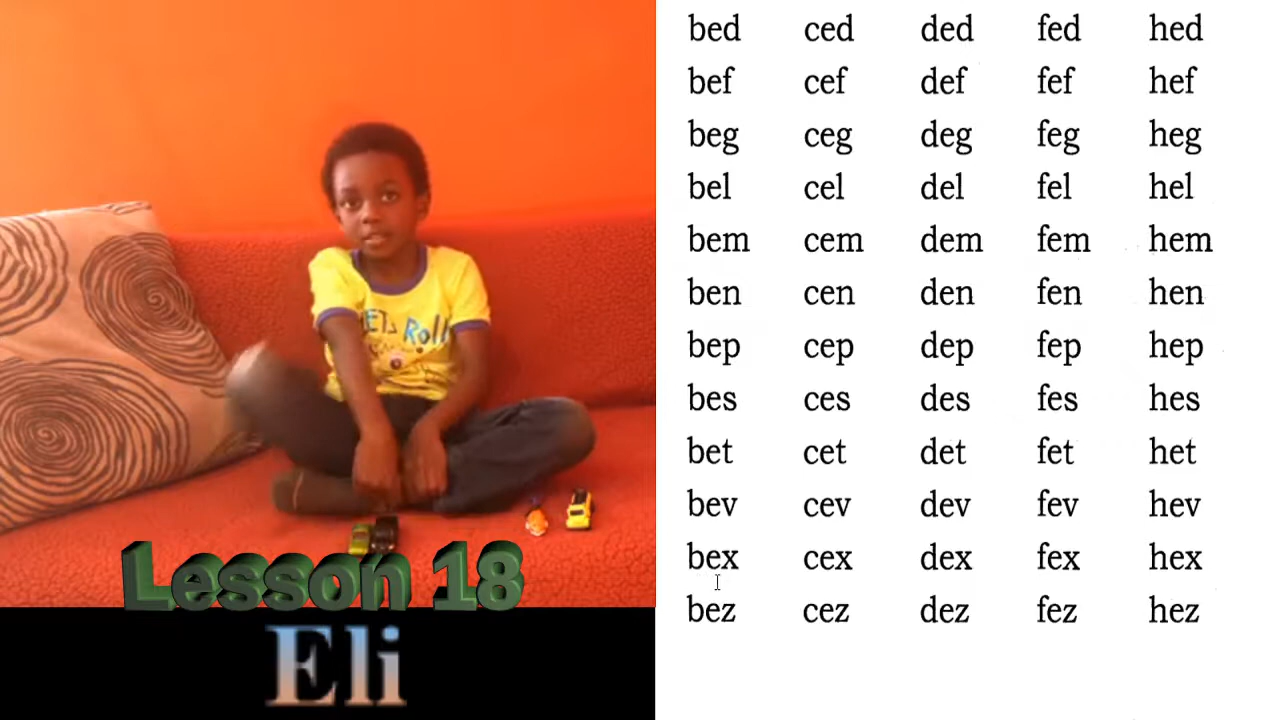 LETS Roll
Lesson 18
Eli
bed ced ded fed hed
bef cef def fef hef
beg ceg deg feg heg
bel cel del fel hel
bem cem dem fem hem
ben cen den fen hen
bep cep dep fep hep
bes ces des fes hes
bet cet det fet het
bev cev dev fev hev
bex cex dex fex hex
bez cez dez fez hez